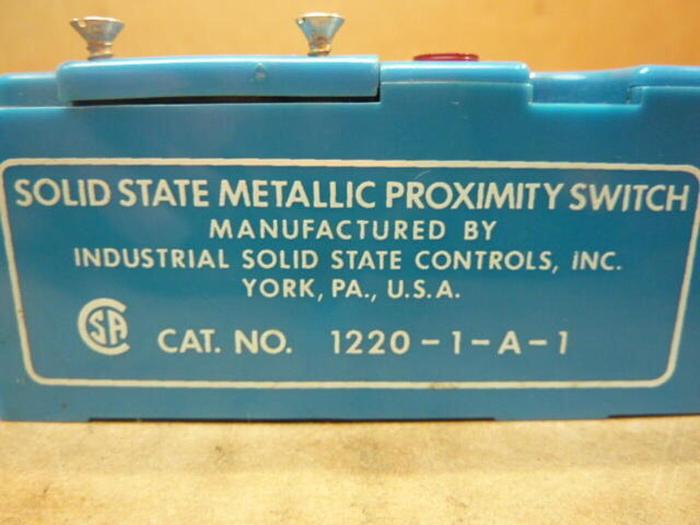 SOLID STATE METALLIC PROXIMITY SWITCH
MANUFACTURED BY
INDUSTRIAL SOLID STATE CONTROLS, INC.
YORK, PA., U.S.A.
CSA CAT. NO. 1220-1-A-1